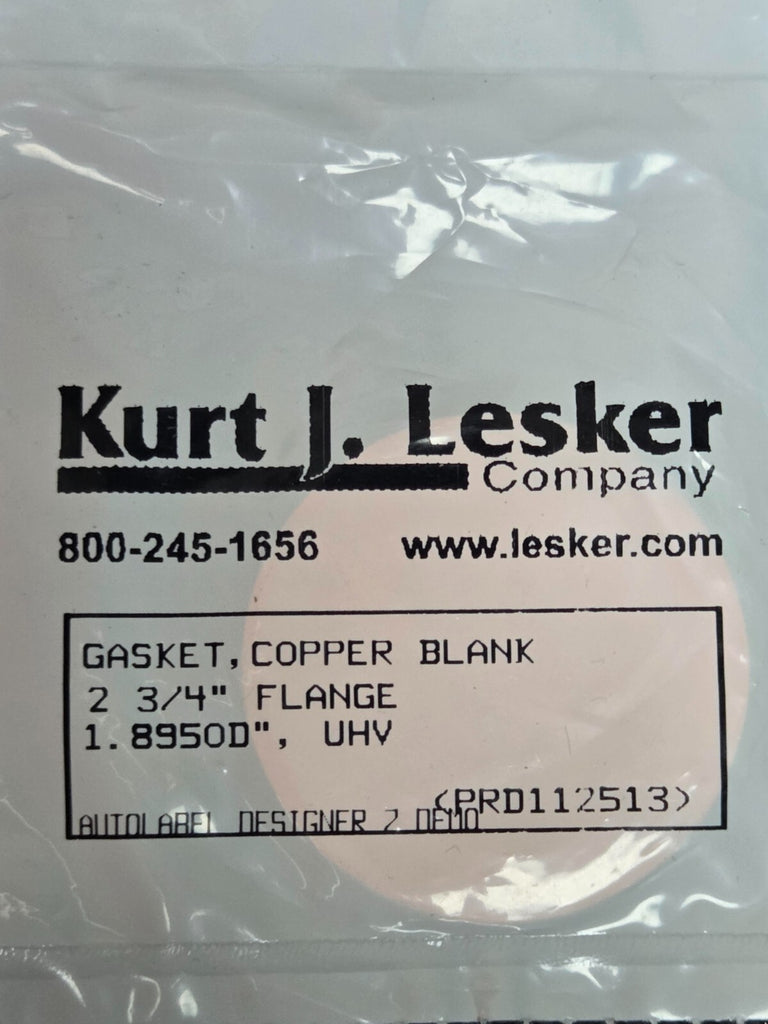 Kurt J. Lesker
Company
800-245-1656 www.lesker.com
GASKET, COPPER BLANK
2 3/4" FLANGE
1.895OD", UHV
(PRD112513)
AUTOLABEL DESIGNER 2 DEMO